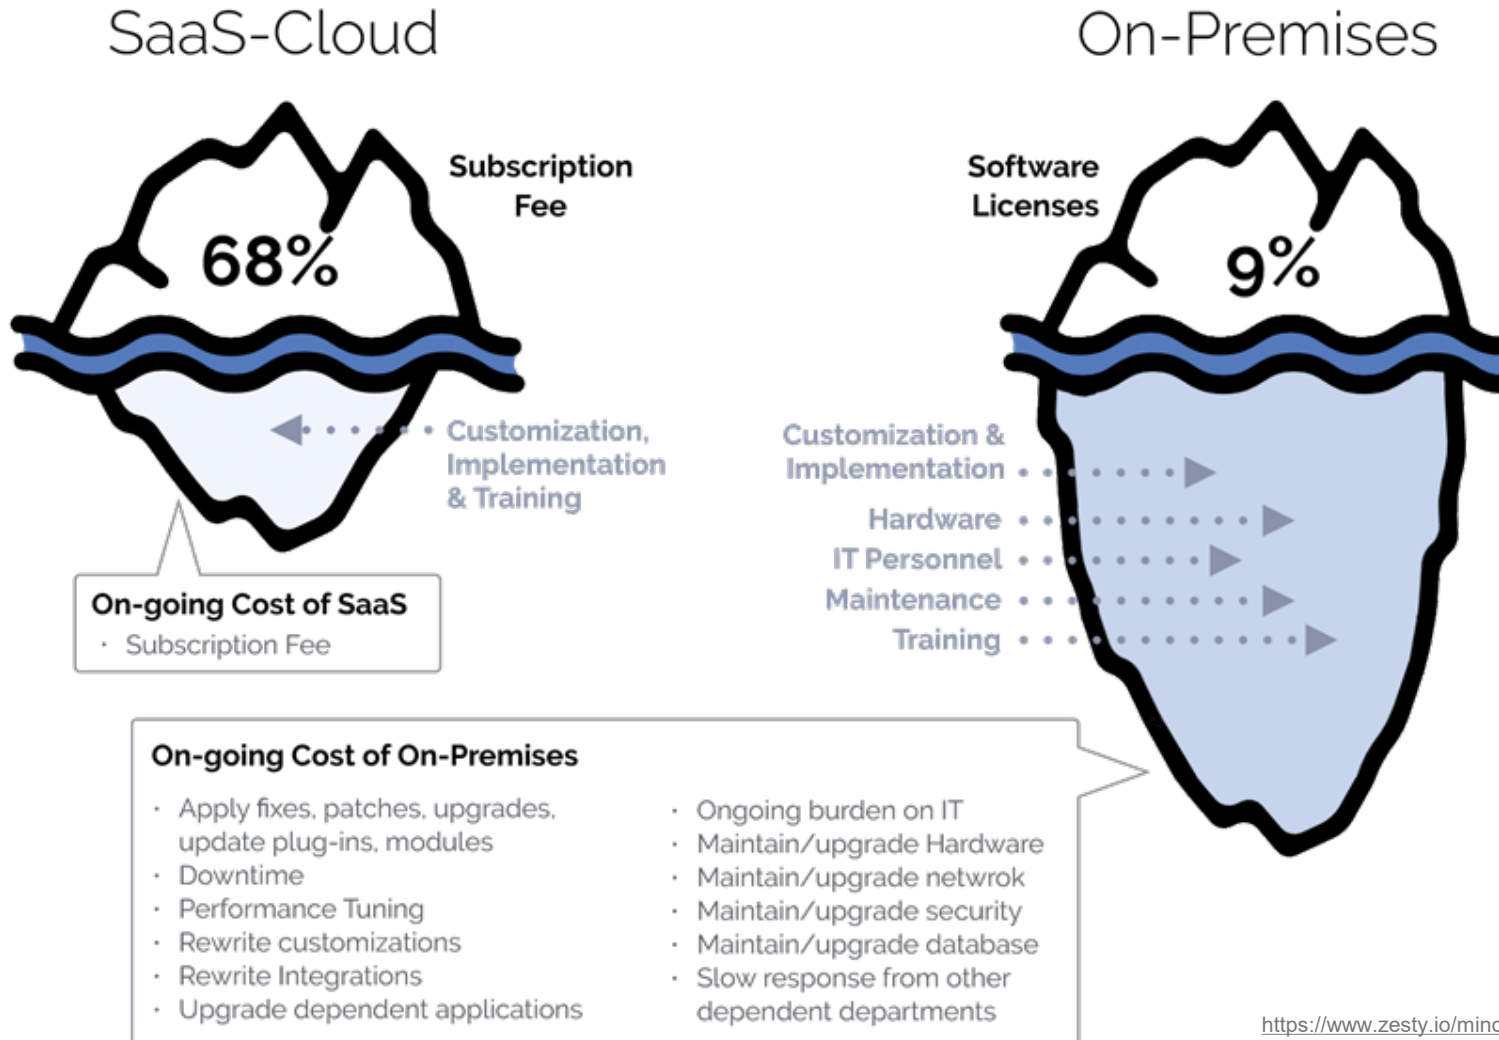 SaaS-Cloud
On-Premises
Subscription
Fee
68%
Customization,
Implementation
& Training
On-going Cost of SaaS
· Subscription Fee
Software
Licenses
9%
Customization &
Implementation
Hardware
IT Personnel
Maintenance
Training
On-going Cost of On-Premises
· Apply fixes, patches, upgrades,
update plug-ins, modules
· Downtime
· Performance Tuning
· Rewrite customizations
· Rewrite Integrations
· Upgrade dependent applications
· Ongoing burden on IT
· Maintain/upgrade Hardware
· Maintain/upgrade netwrok
· Maintain/upgrade security
· Maintain/upgrade database
· Slow response from other
dependent departments
https://www.zesty.io/mind